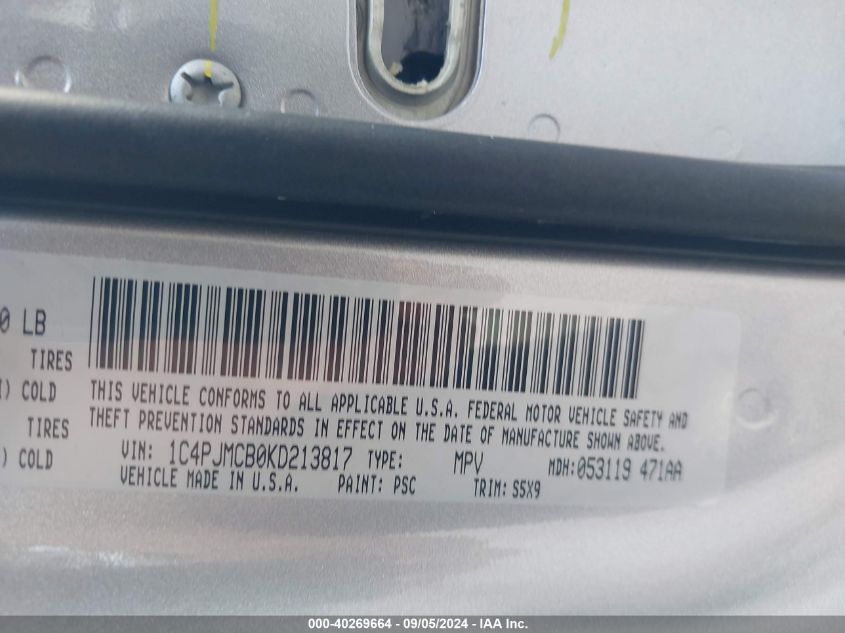 0 LB
TIRES
) COLD
TIRES
) COLD
THIS VEHICLE CONFORMS TO ALL APPLICABLE U.S.A. FEDERAL MOTOR VEHICLE SAFETY AND
THEFT PREVENTION STANDARDS IN EFFECT ON THE DATE OF MANUFACTURE SHOWN ABOVE.
VIN: 1C4PJMCB0KD213817 TYPE: MPV MDH:053119 471AA
VEHICLE MADE IN U.S.A. PAINT: PSC TRIM: S5X9
000-40269664 - 09/05/2024 - IAA Inc.